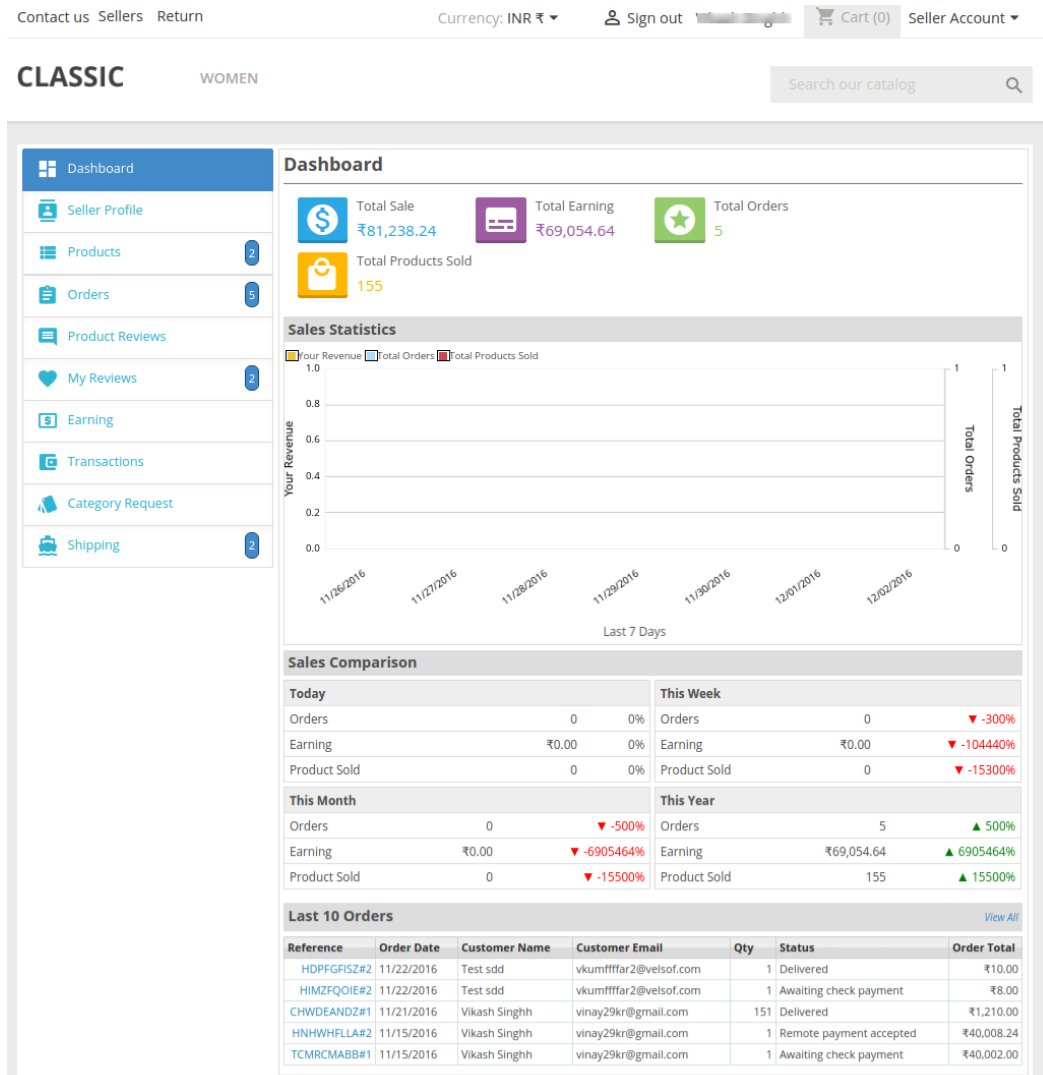 Contact us Sellers Return Currency: INR ₹ Sign out Cart (0) Seller Account
CLASSIC WOMEN Search our catalog
Dashboard
Seller Profile
Products 2
Orders 5
Product Reviews
My Reviews 2
Earning
Transactions
Category Request
Shipping 2
Dashboard
Total Sale
₹81,238.24
Total Earning
₹69,054.64
Total Orders
5
Total Products Sold
155
Sales Statistics
Your Revenue Total Orders Total Products Sold
1.0
0.8
0.6
0.4
0.2
0.0
Your Revenue
1
0
Total Orders
1
0
Total Products Sold
11/26/2016 11/27/2016 11/28/2016 11/29/2016 11/30/2016 12/01/2016 12/02/2016
Last 7 Days
Sales Comparison
Today
Orders 0 0%
Earning ₹0.00 0%
Product Sold 0 0%
This Week
Orders 0 ▼ -300%
Earning ₹0.00 ▼ -104440%
Product Sold 0 ▼ -15300%
This Month
Orders 0 ▼ -500%
Earning ₹0.00 ▼ -6905464%
Product Sold 0 ▼ -15500%
This Year
Orders 5 ▲ 500%
Earning ₹69,054.64 ▲ 6905464%
Product Sold 155 ▲ 15500%
Last 10 Orders View All
Reference Order Date Customer Name Customer Email Qty Status Order Total
HDPFGFISZ#2 11/22/2016 Test sdd vkumffffar2@velsof.com 1 Delivered ₹10.00
HIMZFQOIE#2 11/22/2016 Test sdd vkumffffar2@velsof.com 1 Awaiting check payment ₹8.00
CHWDEANDZ#1 11/21/2016 Vikash Singhh vinay29kr@gmail.com 151 Delivered ₹1,210.00
HNHWHFLLA#2 11/15/2016 Vikash Singhh vinay29kr@gmail.com 1 Remote payment accepted ₹40,008.24
TCMRCMABB#1 11/15/2016 Vikash Singhh vinay29kr@gmail.com 1 Awaiting check payment ₹40,002.00